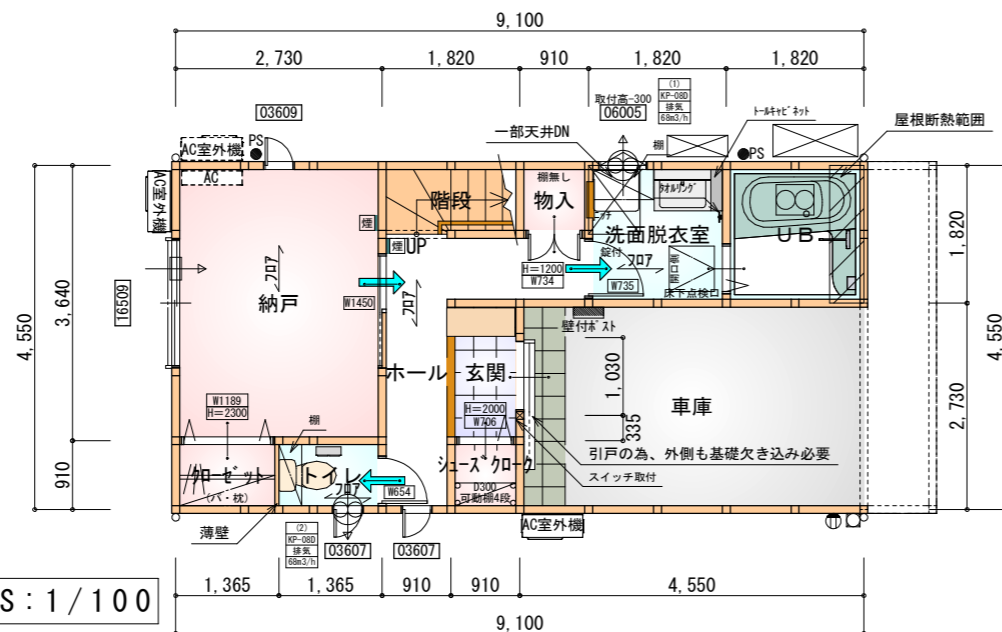 9,100
2,730
1,820
910
1,820
1,820
03609
取付高-300
06005
(1)
KP-08D
排気
68m3/h
トールキャビネット
屋根断熱範囲
一部天井DN
棚
AC室外機
PS
PS
AC
AC室外機
棚無し
タオルリング
階段
物入
洗面脱衣室
UB
煙
煙
UP
フロア
納戸
W1450
フロア
H=1200
W734
錠付
フロア
W735
床下点検口
16509
4,550
3,640
910
1,820
4,550
2,730
壁付ポスト
ホール
玄関
1,030
335
車庫
W1189
H=2300
H=2000
W706
棚
引戸の為、外側も基礎欠き込み必要
スイッチ取付
クローゼット
(パ・枕)
トイレ
フロア
W654
シューズクローク
D300
可動棚4段
薄壁
(2)
KP-08D
排気
68m3/h
03607
03607
AC室外機
1,365
1,365
910
910
4,550
9,100
S:1/100